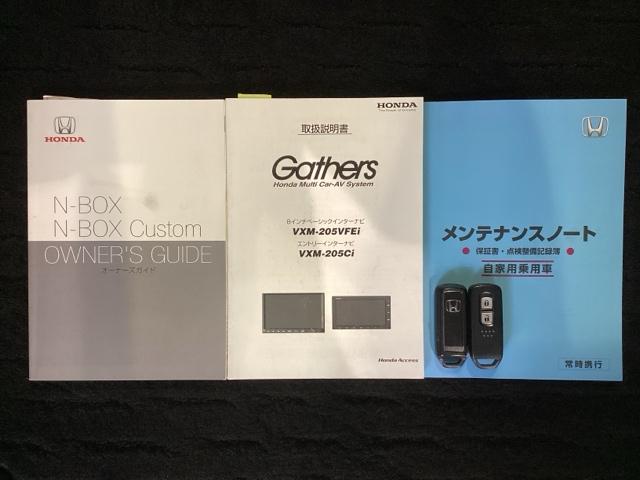 HONDA
N-BOX
N-BOX Custom
OWNER'S GUIDE
オーナーズガイド
HONDA
取扱説明書
Gathers
Honda Multi Car-AV System
8インチベーシックインターナビ
VXM-205VFEi
エントリーインターナビ
VXM-205Ci
Honda Access
メンテナンスノート
● 保証書・点検整備記録簿 ●
自家用乗用車
常時携行